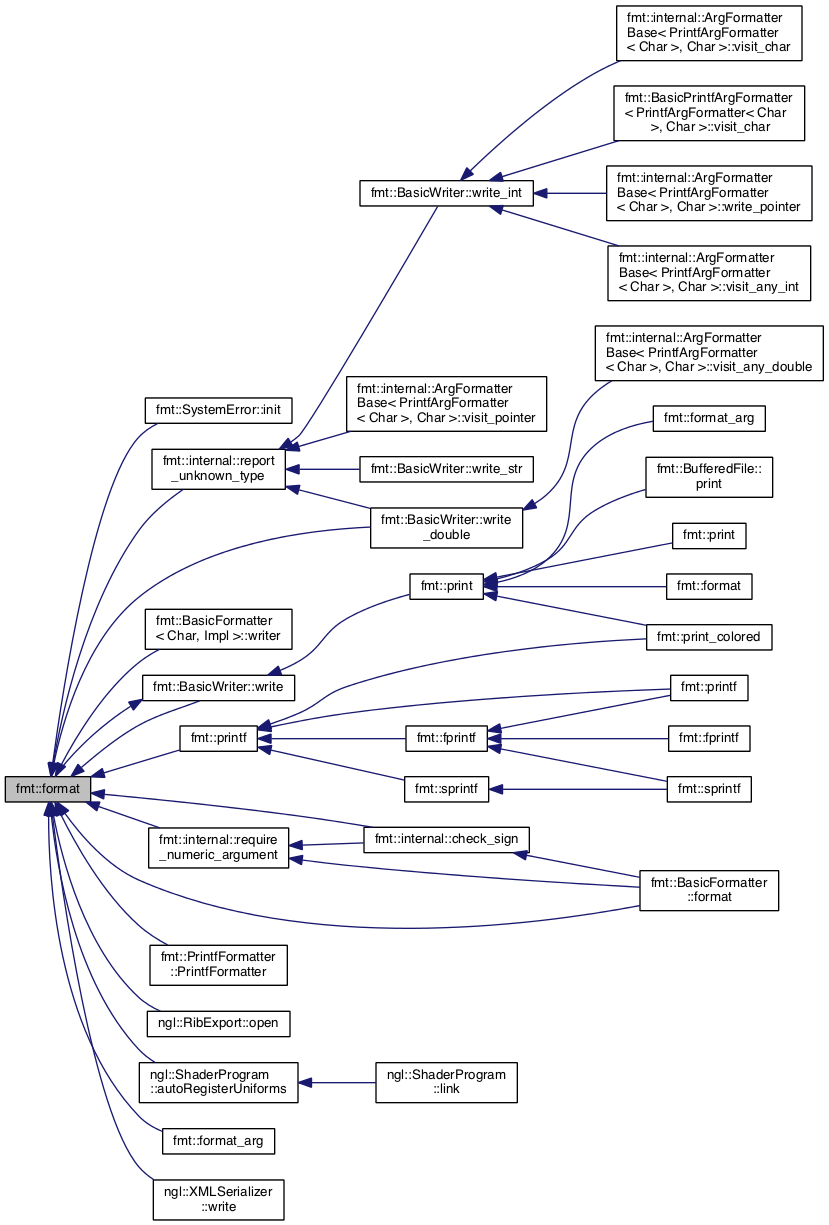 fmt::internal::ArgFormatter
Base< PrintfArgFormatter
< Char >, Char >::visit_char
fmt::BasicPrintfArgFormatter
< PrintfArgFormatter< Char
>, Char >::visit_char
fmt::BasicWriter::write_int
fmt::internal::ArgFormatter
Base< PrintfArgFormatter
< Char >, Char >::write_pointer
fmt::internal::ArgFormatter
Base< PrintfArgFormatter
< Char >, Char >::visit_any_int
fmt::internal::ArgFormatter
Base< PrintfArgFormatter
< Char >, Char >::visit_any_double
fmt::SystemError::init
fmt::internal::ArgFormatter
Base< PrintfArgFormatter
< Char >, Char >::visit_pointer
fmt::format_arg
fmt::internal::report
_unknown_type
fmt::BasicWriter::write_str
fmt::BufferedFile::
print
fmt::BasicWriter::write
_double
fmt::print
fmt::print
fmt::format
fmt::BasicFormatter
< Char, Impl >::writer
fmt::print_colored
fmt::BasicWriter::write
fmt::printf
fmt::printf
fmt::fprintf
fmt::fprintf
fmt::format
fmt::sprintf
fmt::sprintf
fmt::internal::require
_numeric_argument
fmt::internal::check_sign
fmt::BasicFormatter
::format
fmt::PrintfFormatter
::PrintfFormatter
ngl::RibExport::open
ngl::ShaderProgram
::autoRegisterUniforms
ngl::ShaderProgram
::link
fmt::format_arg
ngl::XMLSerializer
::write